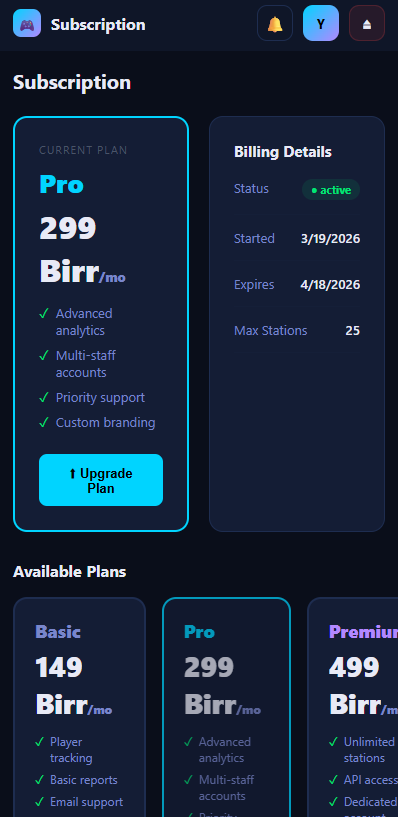 Subscription
Y
Subscription
CURRENT PLAN
Pro
299
Birr/mo
✓ Advanced
analytics
✓ Multi-staff
accounts
✓ Priority support
✓ Custom branding
⬆ Upgrade
Plan
Billing Details
Status ● active
Started 3/19/2026
Expires 4/18/2026
Max Stations 25
Available Plans
Basic
149
Birr/mo
✓ Player
tracking
✓ Basic reports
✓ Email support
Pro
299
Birr/mo
✓ Advanced
analytics
✓ Multi-staff
accounts
✓ Priority
Premium
499
Birr/m
✓ Unlimited
stations
✓ API access
✓ Dedicated
account